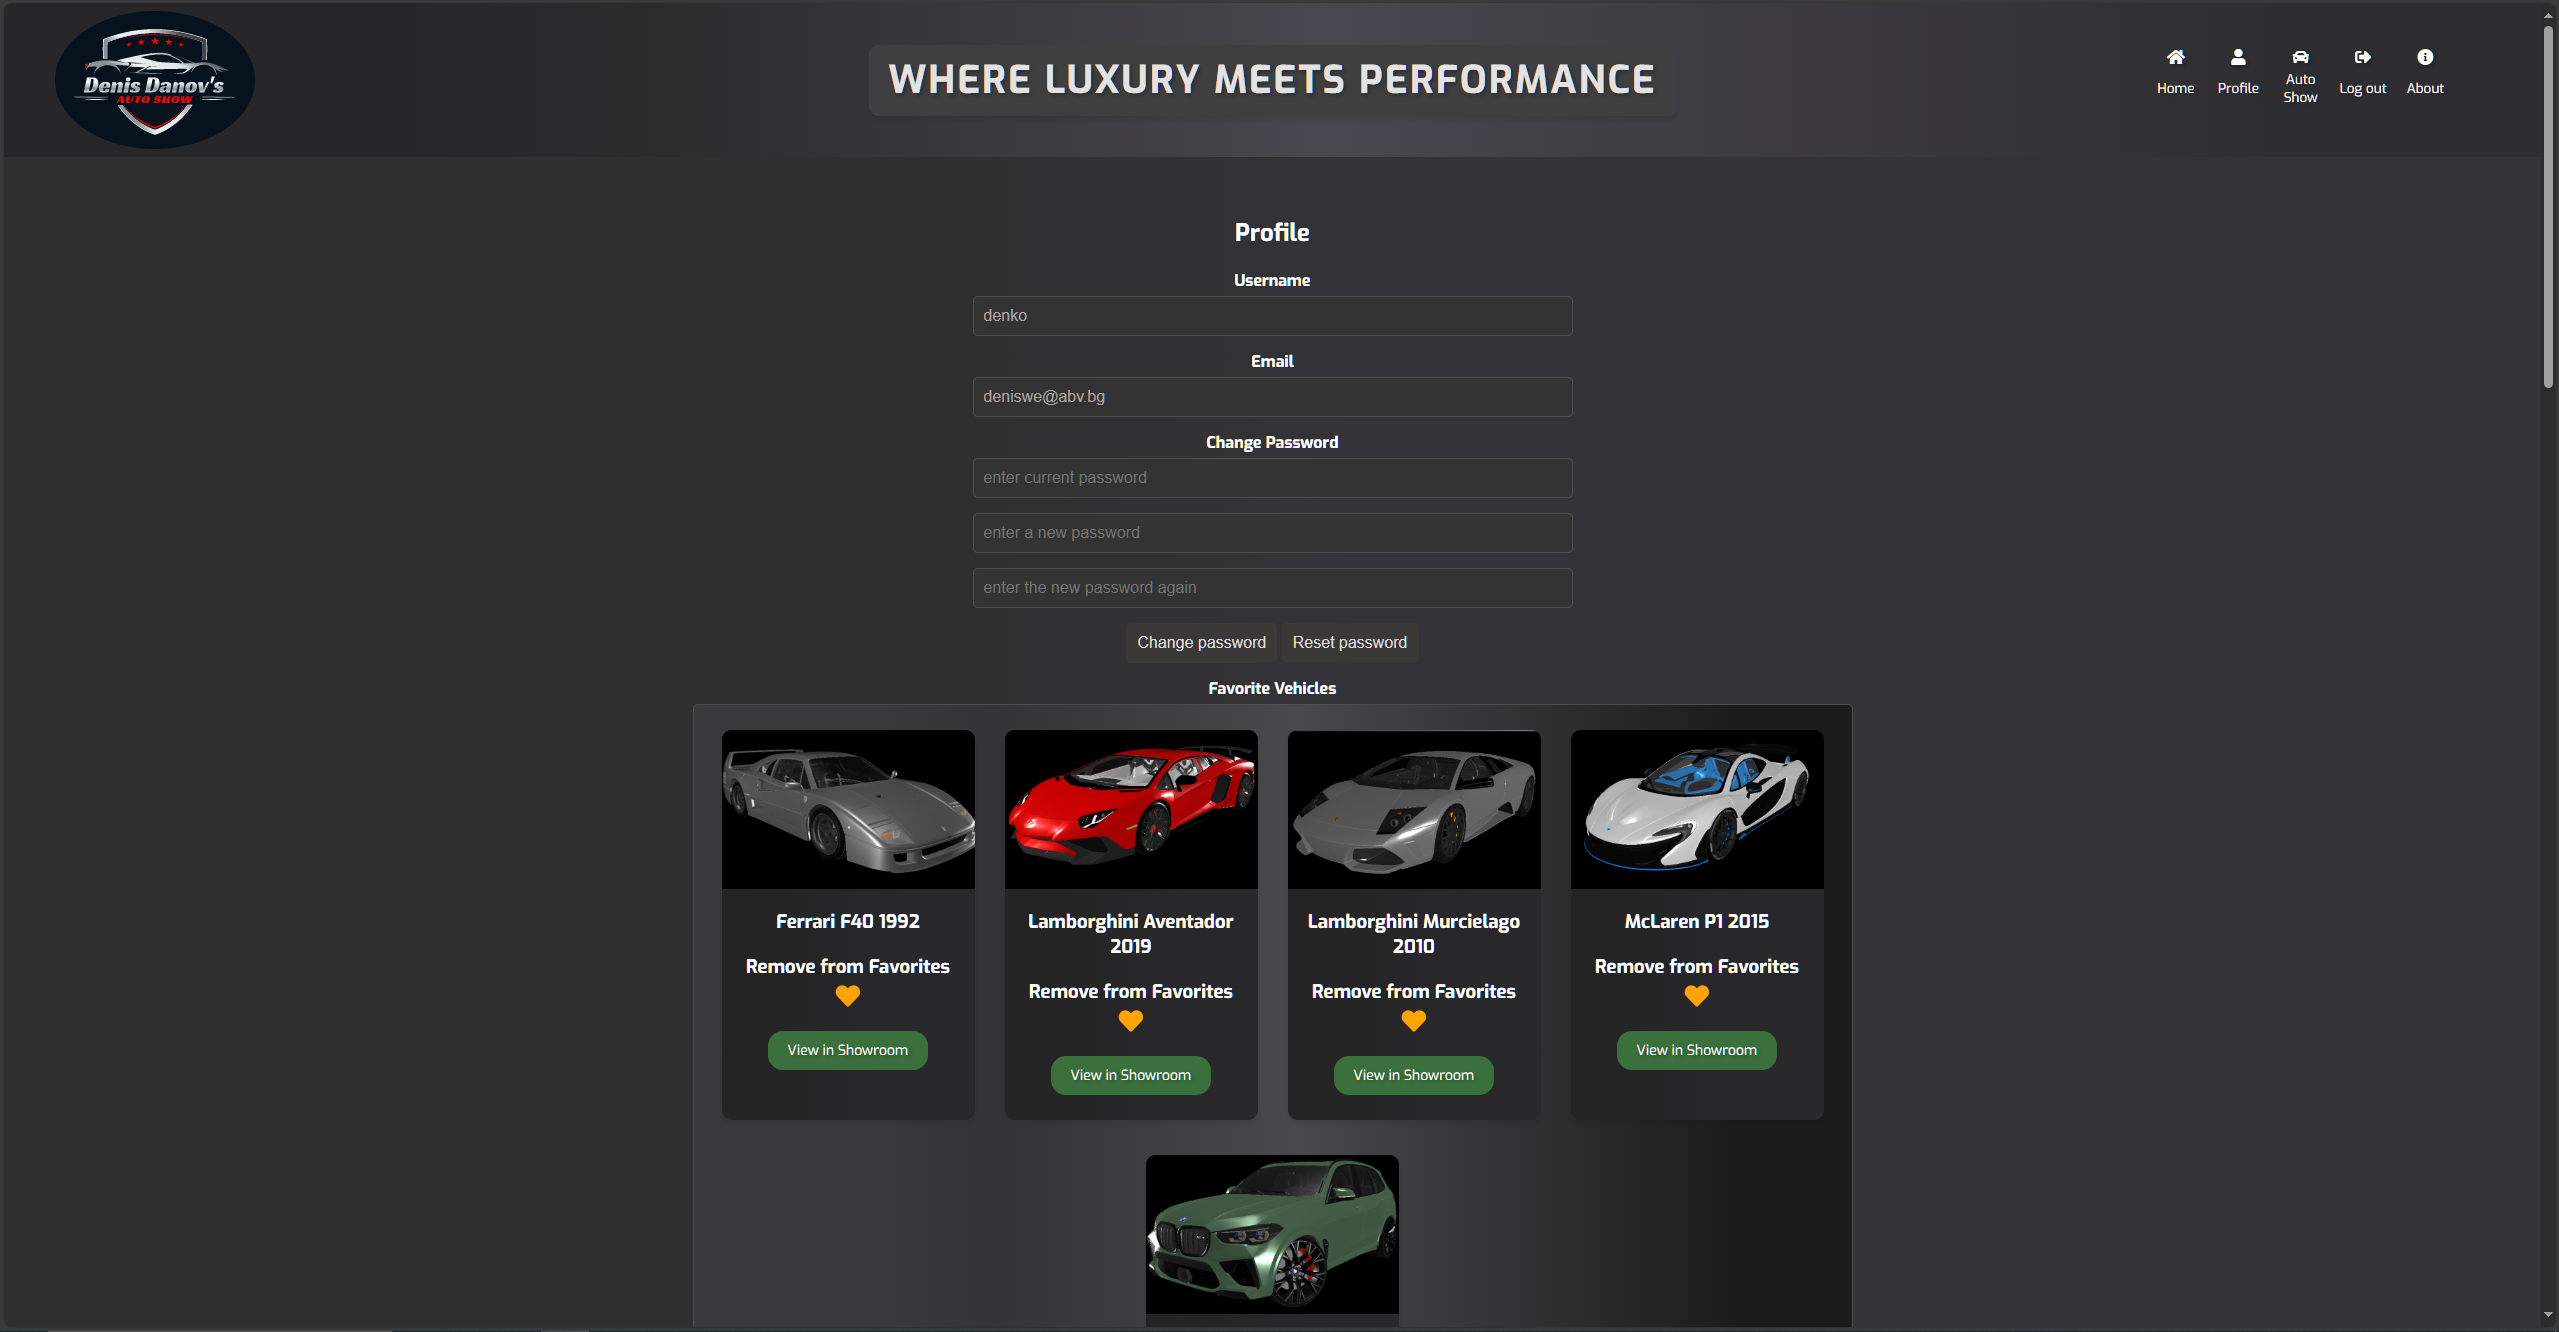 Denis Danov's
AUTO SHOW
WHERE LUXURY MEETS PERFORMANCE
Home
Profile
Auto
Show
Log out
About
Profile
Username
denko
Email
deniswe@abv.bg
Change Password
enter current password
enter a new password
enter the new password again
Change password
Reset password
Favorite Vehicles
Ferrari F40 1992
Remove from Favorites
View in Showroom
Lamborghini Aventador
2019
Remove from Favorites
View in Showroom
Lamborghini Murcielago
2010
Remove from Favorites
View in Showroom
McLaren P1 2015
Remove from Favorites
View in Showroom